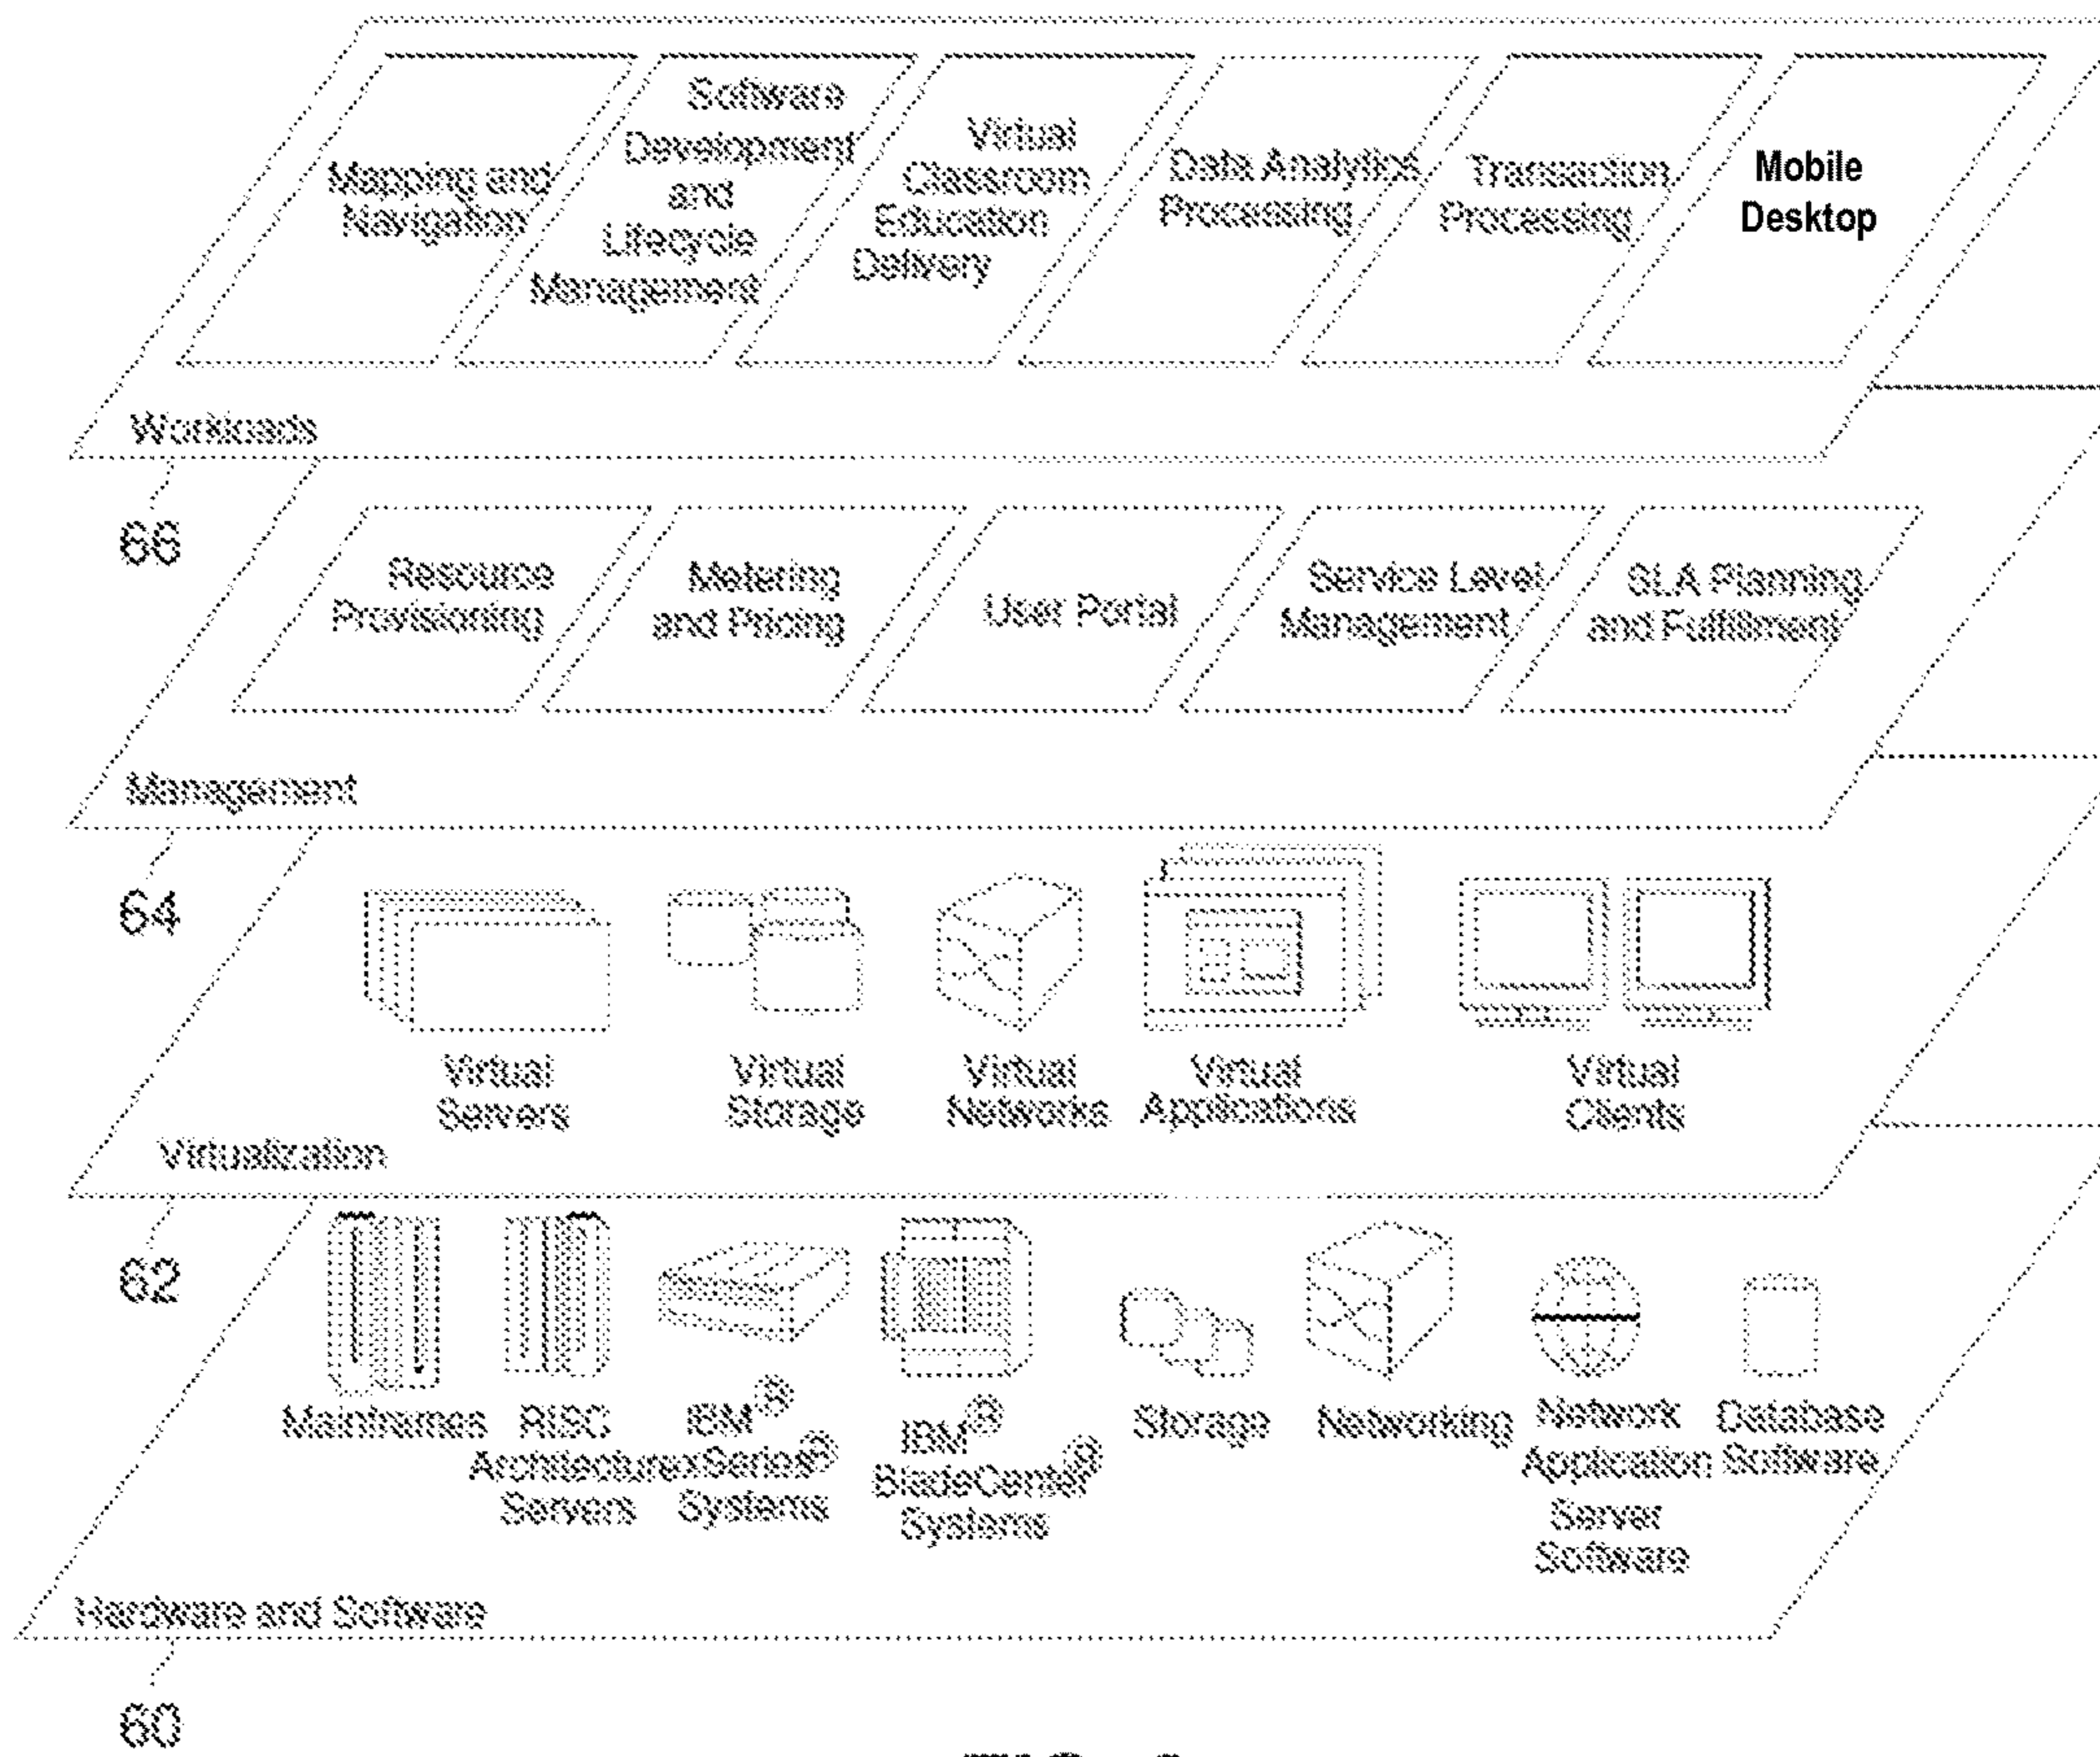 Mapping and
Navigation
Software
Development
and
Lifecycle
Management
Virtual
Classroom
Education
Delivery
Data Analytics
Processing
Transaction
Processing
Mobile
Desktop
Workloads
66
Resource
Provisioning
Metering
and Pricing
User Portal
Service Level
Management
SLA Planning
and Fulfillment
Management
64
Virtual
Servers
Virtual
Storage
Virtual
Networks
Virtual
Applications
Virtual
Clients
Virtualization
62
Mainframes
RISC
Architecture
Servers
IBM®
xSeries®
Systems
IBM®
BladeCenter®
Systems
Storage
Networking
Network
Application
Server
Software
Database
Software
Hardware and Software
60